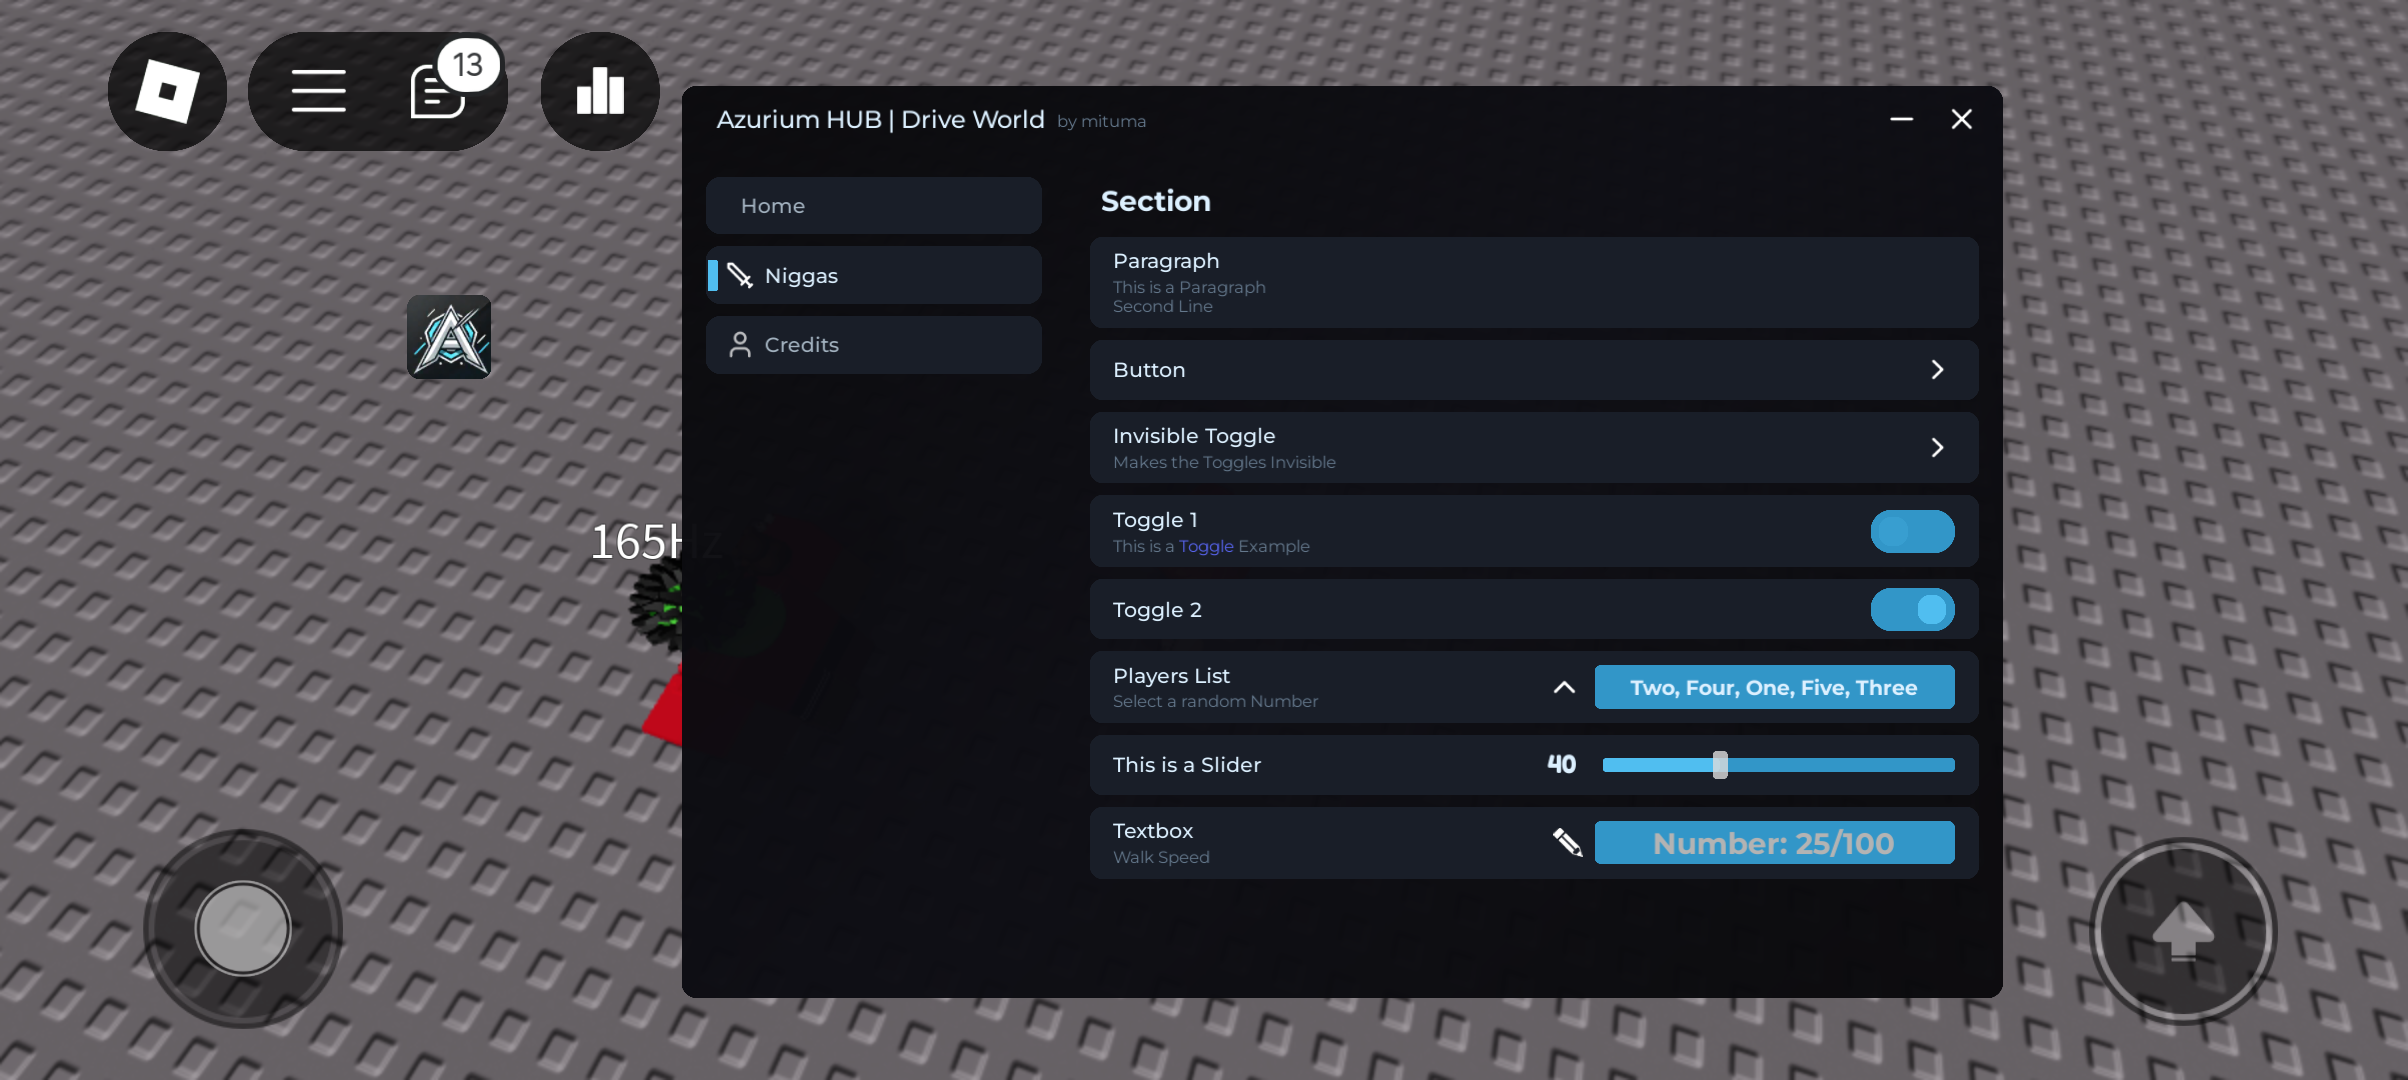 13
Azurium HUB | Drive World by mituma
Home
Niggas
Credits
165Hz
Section
Paragraph
This is a Paragraph
Second Line
Button
Invisible Toggle
Makes the Toggles Invisible
Toggle 1
This is a Toggle Example
Toggle 2
Players List
Select a random Number
Two, Four, One, Five, Three
This is a Slider
40
Textbox
Walk Speed
Number: 25/100